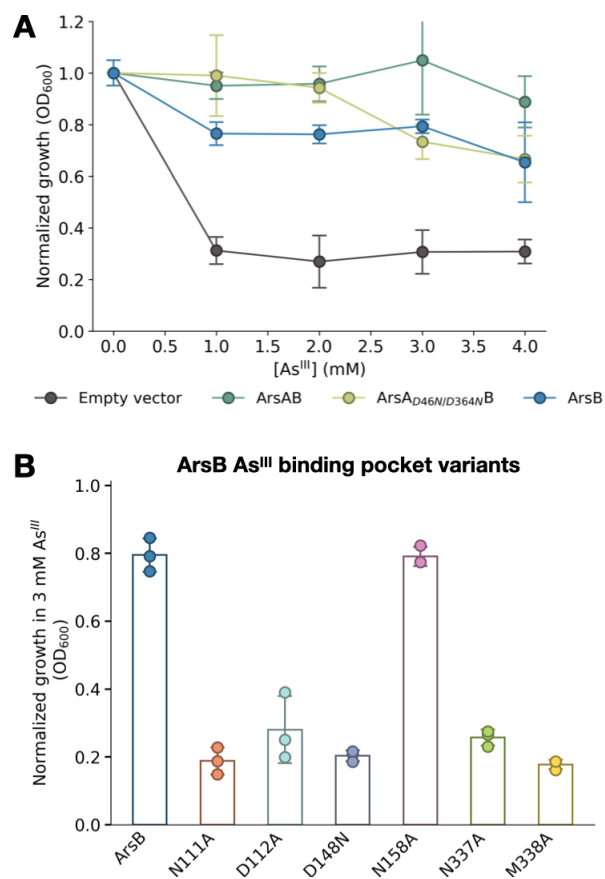 A
Normalized growth (OD₆₀₀)
1.2
1.0
0.8
0.6
0.4
0.2
0.0
0.0 0.5 1.0 1.5 2.0 2.5 3.0 3.5 4.0
[Asᴵᴵᴵ] (mM)
Empty vector ArsAB ArsA_D46N/D364N_B ArsB
B
ArsB Asᴵᴵᴵ binding pocket variants
Normalized growth in 3 mM Asᴵᴵᴵ
(OD₆₀₀)
1.0
0.8
0.6
0.4
0.2
0.0
ArsB N111A D112A D148N N158A N337A M338A